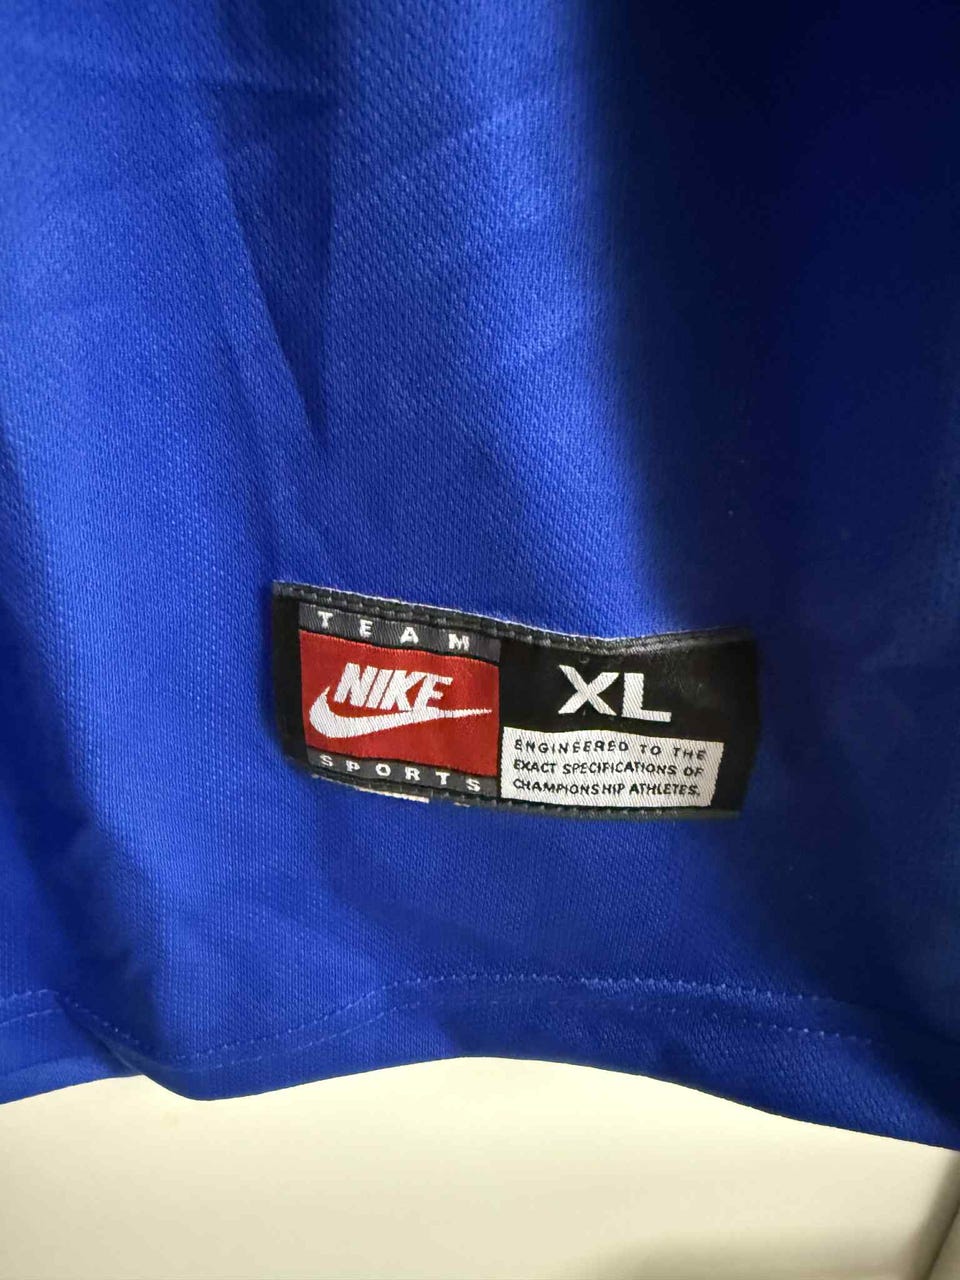 TEAM
NIKE
SPORTS
XL
ENGINEERED TO THE
EXACT SPECIFICATIONS OF
CHAMPIONSHIP ATHLETES.